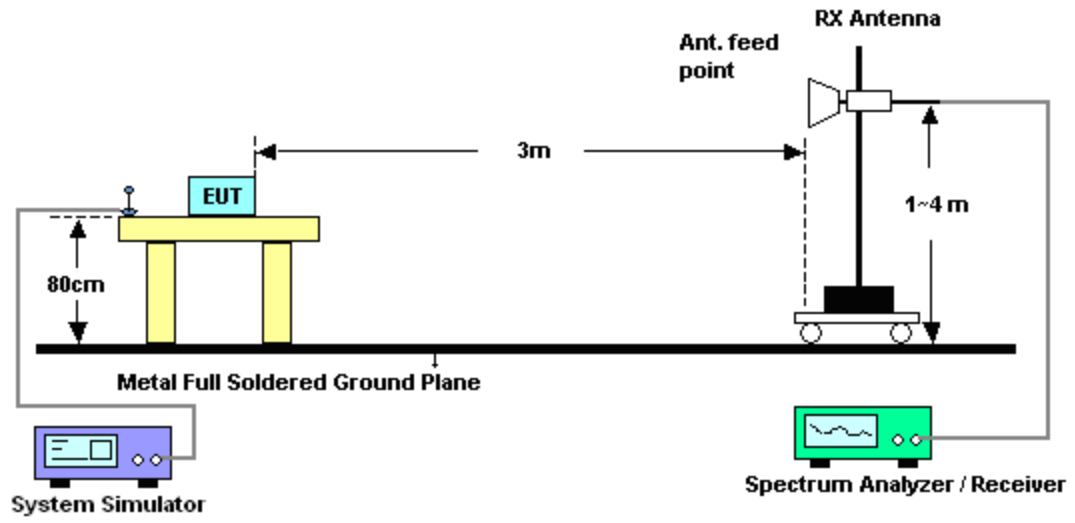 RX Antenna
Ant. feed
point
3m
EUT
1~4 m
80cm
Metal Full Soldered Ground Plane
System Simulator
Spectrum Analyzer / Receiver